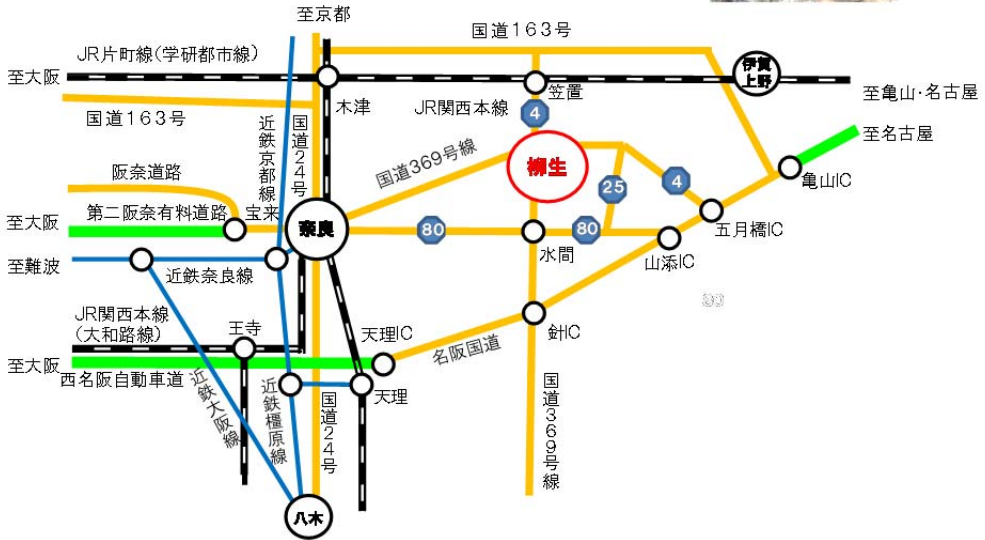 至京都
国道163号
JR片町線(学研都市線)
伊賀
上野
至大阪
木津
笠置
至亀山・名古屋
国道163号
JR関西本線
4
近鉄京都線
国道24号
至名古屋
阪奈道路
国道369号線
柳生
25
4
亀山IC
第二阪奈有料道路
宝来
至大阪
奈良
80
80
五月橋IC
水間
山添IC
至難波
近鉄奈良線
80
JR関西本線
(大和路線)
王寺
天理IC
針IC
名阪国道
至大阪
西名阪自動車道
近鉄大阪線
近鉄橿原線
国道24号
天理
国道369号線
八木